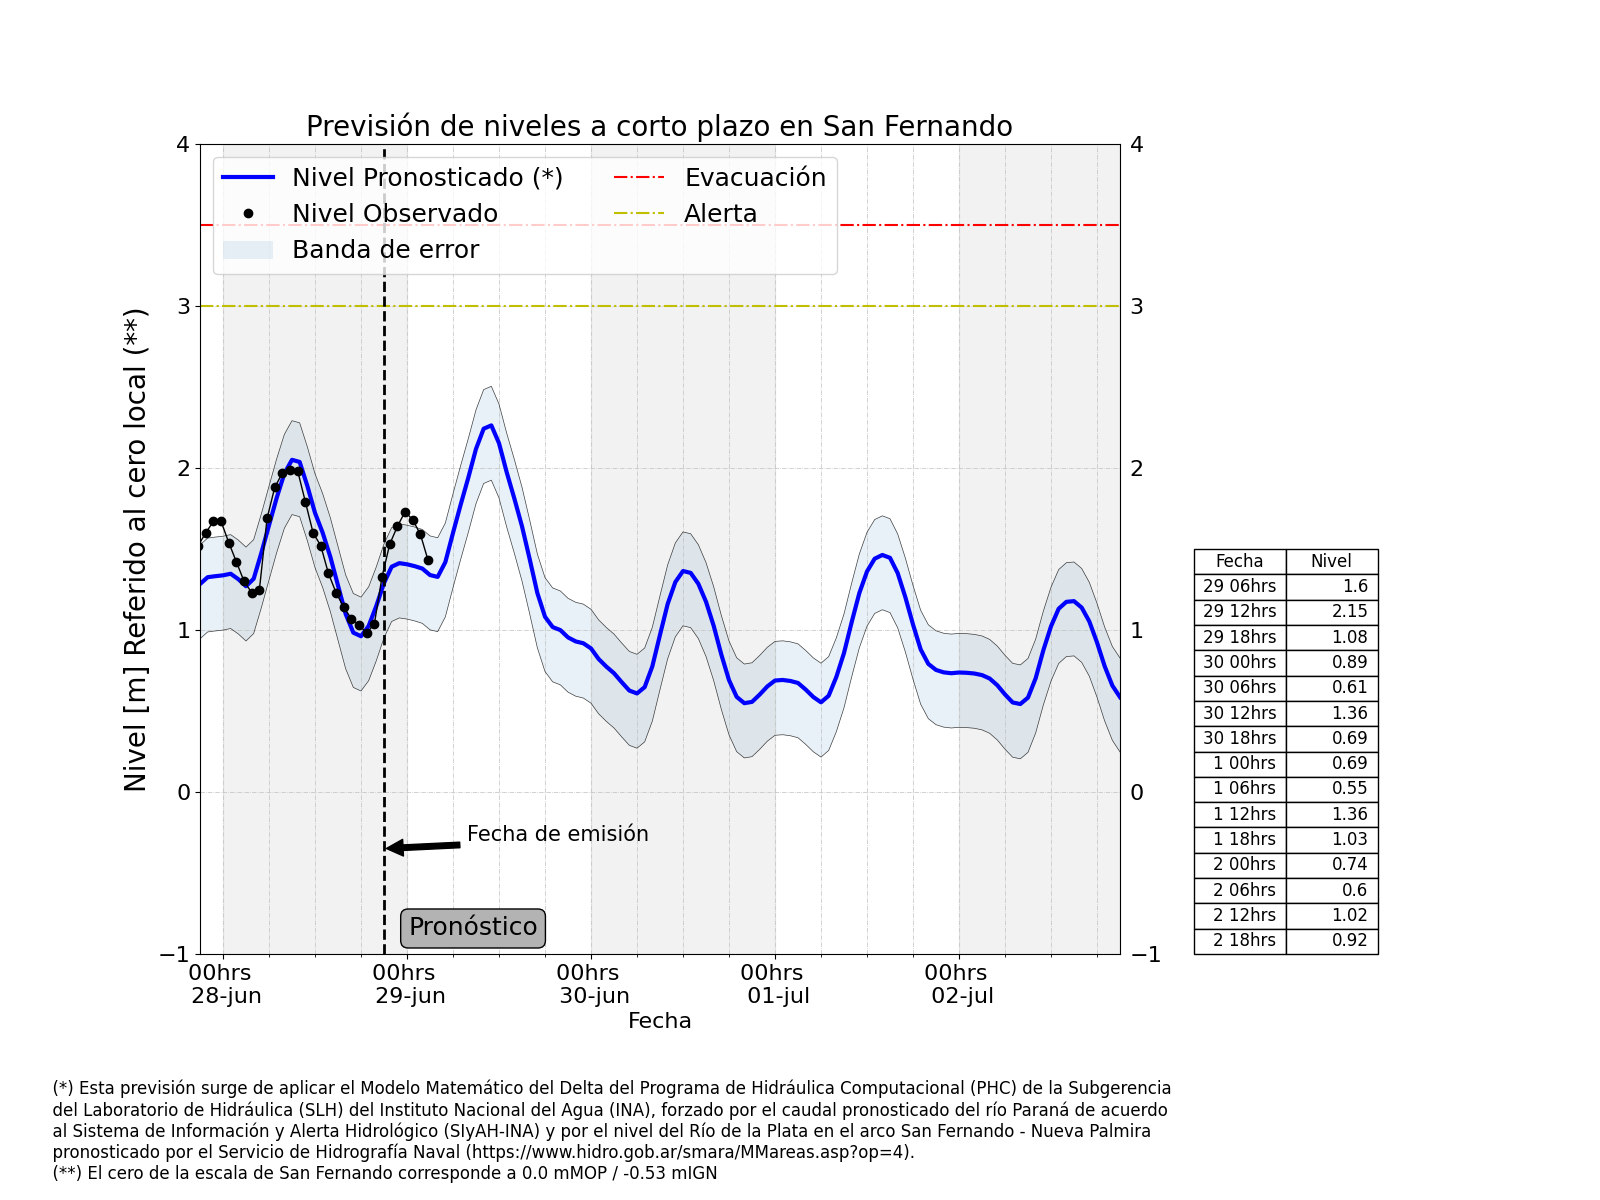 Previsión de niveles a corto plazo en San Fernando
Nivel Pronosticado (*)
Nivel Observado
Banda de error
Evacuación
Alerta
Nivel [m] Referido al cero local (**)
4
3
2
1
0
−1
4
3
2
1
0
−1
Fecha de emisión
Pronóstico
00hrs
28-jun
00hrs
29-jun
00hrs
30-jun
00hrs
01-jul
00hrs
02-jul
Fecha
Fecha Nivel
29 06hrs 1.6
29 12hrs 2.15
29 18hrs 1.08
30 00hrs 0.89
30 06hrs 0.61
30 12hrs 1.36
30 18hrs 0.69
1 00hrs 0.69
1 06hrs 0.55
1 12hrs 1.36
1 18hrs 1.03
2 00hrs 0.74
2 06hrs 0.6
2 12hrs 1.02
2 18hrs 0.92
(*) Esta previsión surge de aplicar el Modelo Matemático del Delta del Programa de Hidráulica Computacional (PHC) de la Subgerencia
del Laboratorio de Hidráulica (SLH) del Instituto Nacional del Agua (INA), forzado por el caudal pronosticado del río Paraná de acuerdo
al Sistema de Información y Alerta Hidrológico (SIyAH-INA) y por el nivel del Río de la Plata en el arco San Fernando - Nueva Palmira
pronosticado por el Servicio de Hidrografía Naval (https://www.hidro.gob.ar/smara/MMareas.asp?op=4).
(**) El cero de la escala de San Fernando corresponde a 0.0 mMOP / -0.53 mIGN